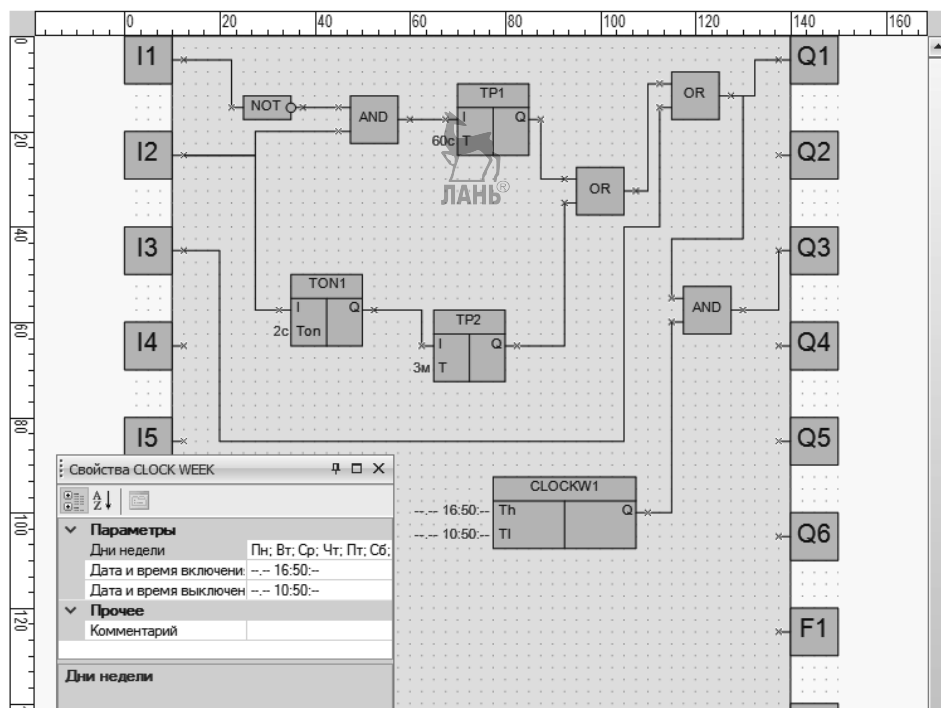 0 20 40 60 80 100 120 140 160
0
20
40
60
80
100
120
I1
I2
I3
I4
I5
NOT
AND
TP1
I Q
60с T
ЛАНЬ®
OR
OR
TON1
I Q
2с Ton
TP2
I Q
3м T
AND
CLOCKW1
--.-- 16:50:-- Th Q
--.-- 10:50:-- Tl
Q1
Q2
Q3
Q4
Q5
Q6
F1
Свойства CLOCK WEEK
Параметры
Дни недели Пн; Вт; Ср; Чт; Пт; Сб;
Дата и время включени --.-- 16:50:--
Дата и время выключен --.-- 10:50:--
Прочее
Комментарий
Дни недели